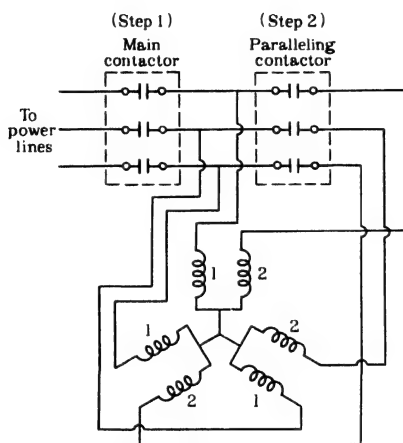 (Step 1)
Main
contactor
(Step 2)
Paralleling
contactor
To
power
lines
1
2
1
2
2
1